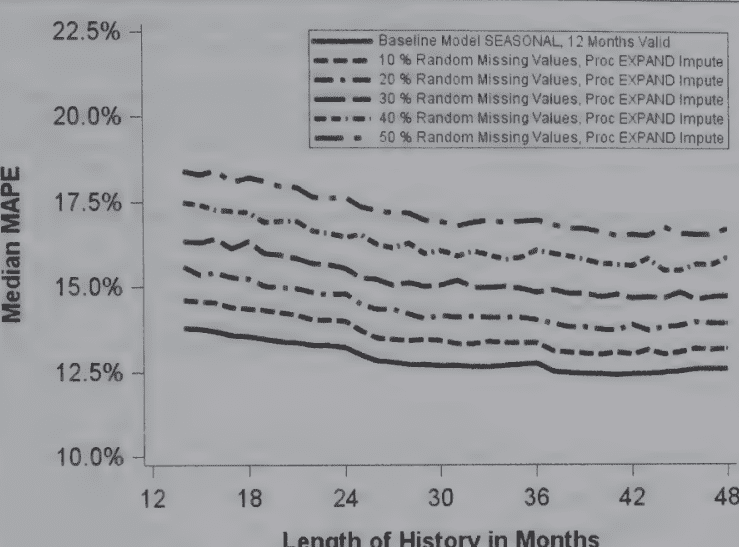 22.5%
20.0%
17.5%
15.0%
12.5%
10.0%
Median MAPE
Baseline Model SEASONAL, 12 Months Valid
10 % Random Missing Values, Proc EXPAND Impute
20 % Random Missing Values, Proc EXPAND Impute
30 % Random Missing Values, Proc EXPAND Impute
40 % Random Missing Values, Proc EXPAND Impute
50 % Random Missing Values, Proc EXPAND Impute
12 18 24 30 36 42 48
Length of History in Months